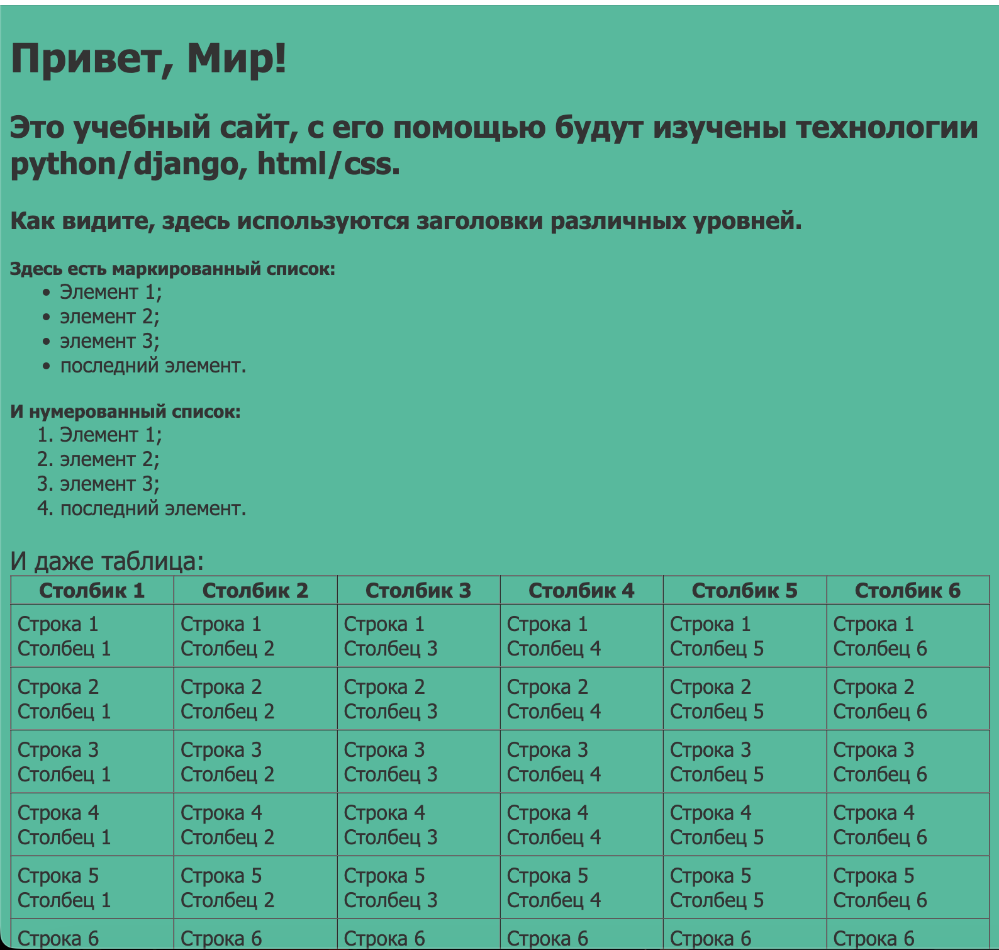 Привет, Мир!
Это учебный сайт, с его помощью будут изучены технологии
python/django, html/css.
Как видите, здесь используются заголовки различных уровней.
Здесь есть маркированный список:
• Элемент 1;
• элемент 2;
• элемент 3;
• последний элемент.
И нумерованный список:
1. Элемент 1;
2. элемент 2;
3. элемент 3;
4. последний элемент.
И даже таблица:
Столбик 1 Столбик 2 Столбик 3 Столбик 4 Столбик 5 Столбик 6
Строка 1 Строка 1 Строка 1 Строка 1 Строка 1 Строка 1
Столбец 1 Столбец 2 Столбец 3 Столбец 4 Столбец 5 Столбец 6
Строка 2 Строка 2 Строка 2 Строка 2 Строка 2 Строка 2
Столбец 1 Столбец 2 Столбец 3 Столбец 4 Столбец 5 Столбец 6
Строка 3 Строка 3 Строка 3 Строка 3 Строка 3 Строка 3
Столбец 1 Столбец 2 Столбец 3 Столбец 4 Столбец 5 Столбец 6
Строка 4 Строка 4 Строка 4 Строка 4 Строка 4 Строка 4
Столбец 1 Столбец 2 Столбец 3 Столбец 4 Столбец 5 Столбец 6
Строка 5 Строка 5 Строка 5 Строка 5 Строка 5 Строка 5
Столбец 1 Столбец 2 Столбец 3 Столбец 4 Столбец 5 Столбец 6
Строка 6 Строка 6 Строка 6 Строка 6 Строка 6 Строка 6